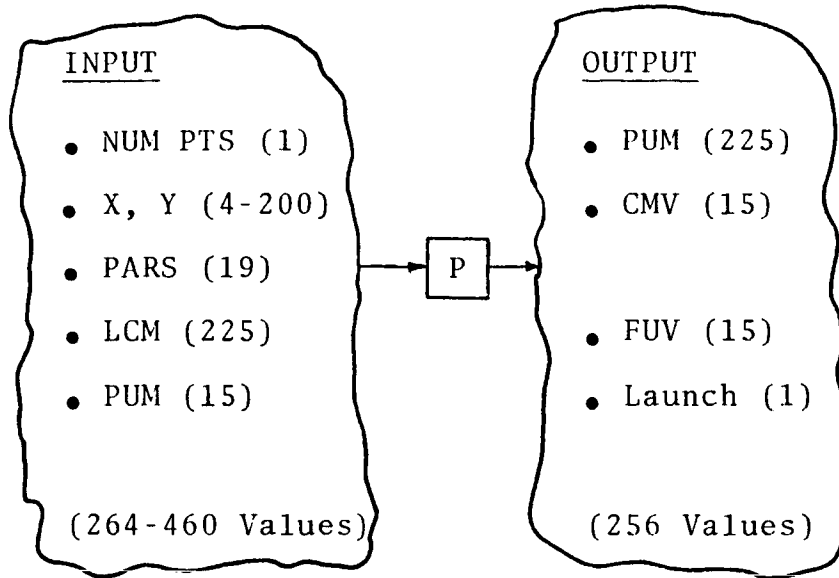 INPUT
• NUM PTS (1)
• X, Y (4-200)
• PARS (19)
• LCM (225)
• PUM (15)
(264-460 Values)
P
OUTPUT
• PUM (225)
• CMV (15)
• FUV (15)
• Launch (1)
(256 Values)